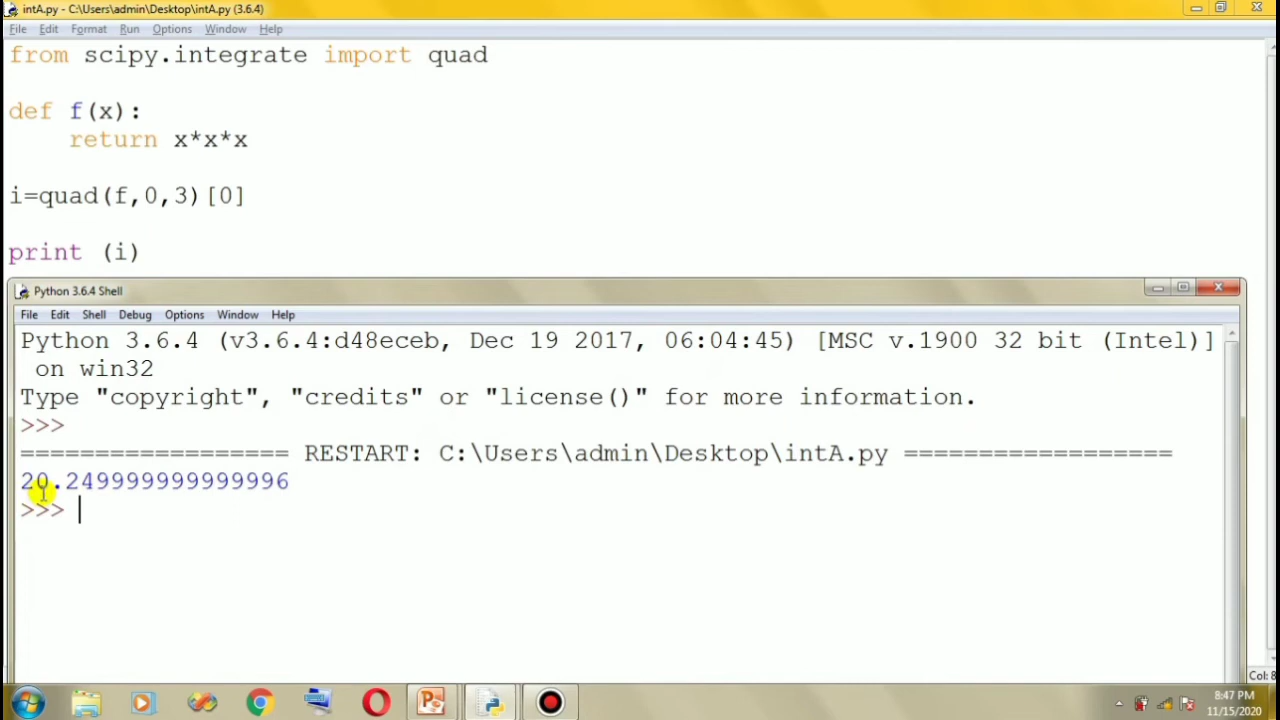 intA.py - C:\Users\admin\Desktop\intA.py (3.6.4)
File Edit Format Run Options Window Help
from scipy.integrate import quad
def f(x):
return x*x*x
i=quad(f,0,3)[0]
print (i)
Python 3.6.4 Shell
File Edit Shell Debug Options Window Help
Python 3.6.4 (v3.6.4:d48eceb, Dec 19 2017, 06:04:45) [MSC v.1900 32 bit (Intel)]
on win32
Type "copyright", "credits" or "license()" for more information.
>>>
================== RESTART: C:\Users\admin\Desktop\intA.py ==================
20.249999999999996
>>>
Col: 8
8:47 PM
11/15/2020